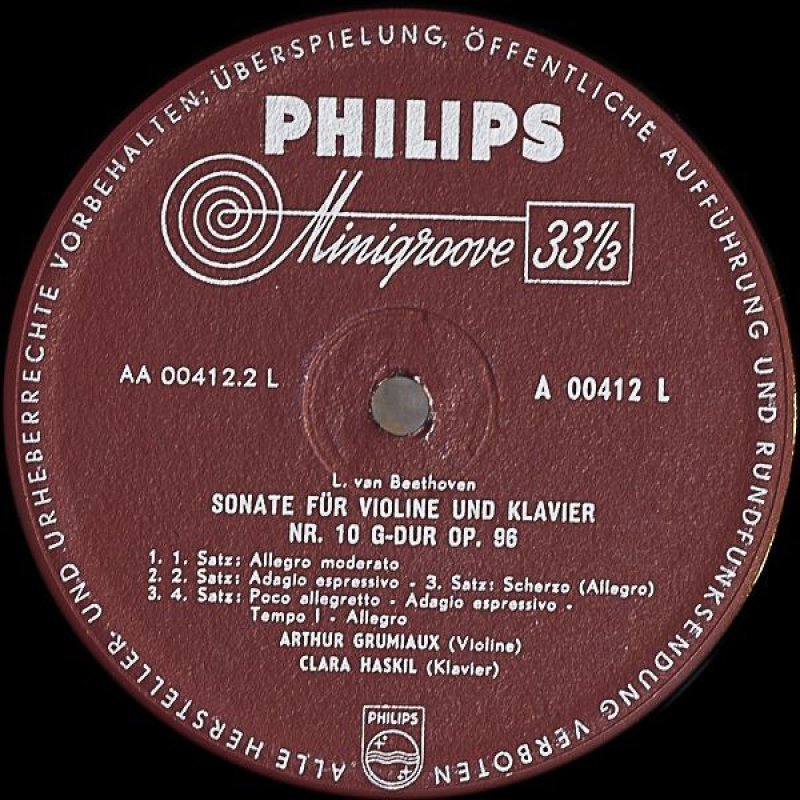 ALLE HERSTELLER- UND URHEBERRECHTE VORBEHALTEN; ÜBERSPIELUNG, ÖFFENTLICHE AUFFÜHRUNG UND RUNDFUNKSENDUNG VERBOTEN
PHILIPS
Minigroove 33⅓
AA 00412.2 L
A 00412 L
L. van Beethoven
SONATE FÜR VIOLINE UND KLAVIER
NR. 10 G-DUR OP. 96
1. 1. Satz: Allegro moderato
2. 2. Satz: Adagio espressivo - 3. Satz: Scherzo (Allegro)
3. 4. Satz: Poco allegretto - Adagio espressivo -
Tempo I - Allegro
ARTHUR GRUMIAUX (Violine)
CLARA HASKIL (Klavier)
PHILIPS